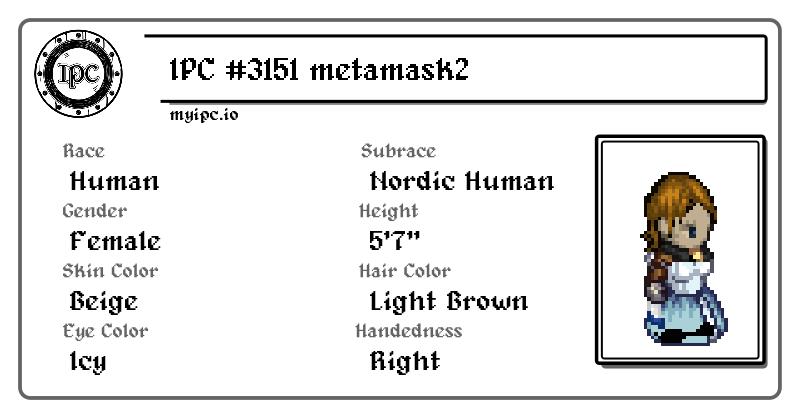 IPC
IPC #3151 metamask2
myipc.io
Race
Human
Subrace
Nordic Human
Gender
Female
Height
5'7"
Skin Color
Beige
Hair Color
Light Brown
Eye Color
Icy
Handedness
Right